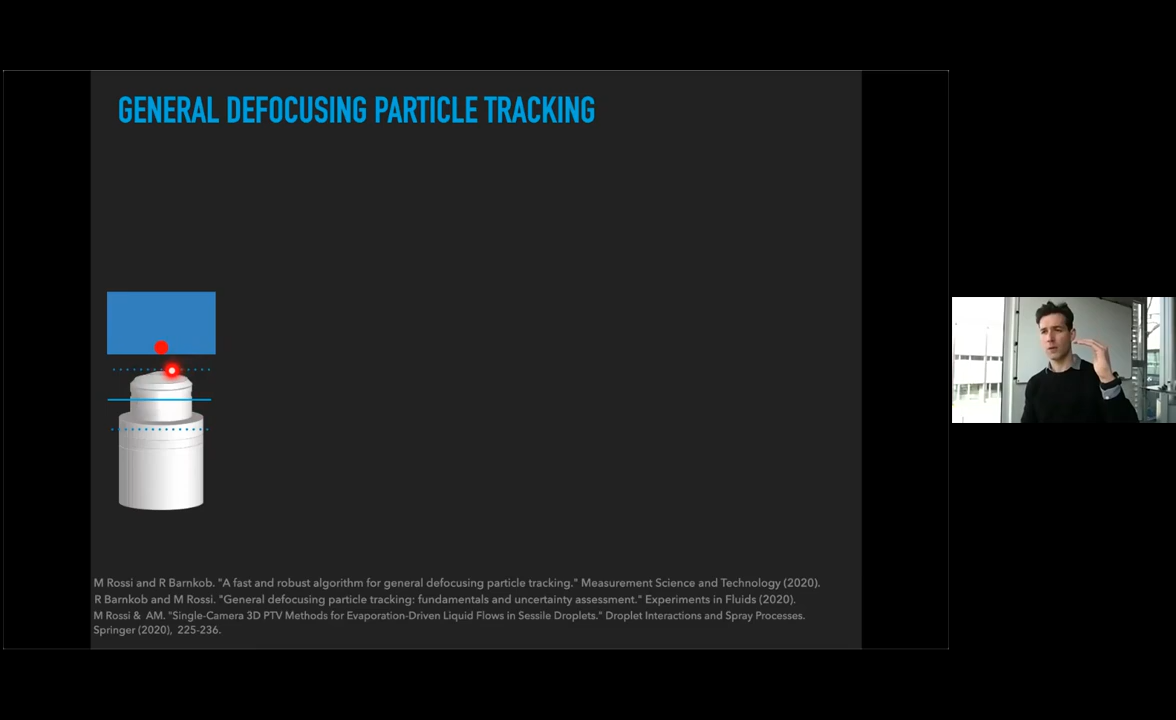 GENERAL DEFOCUSING PARTICLE TRACKING
M Rossi and R Barnkob. "A fast and robust algorithm for general defocusing particle tracking." Measurement Science and Technology (2020).
R Barnkob and M Rossi. "General defocusing particle tracking: fundamentals and uncertainty assessment." Experiments in Fluids (2020).
M Rossi & AM. "Single-Camera 3D PTV Methods for Evaporation-Driven Liquid Flows in Sessile Droplets." Droplet Interactions and Spray Processes.
Springer (2020), 225-236.